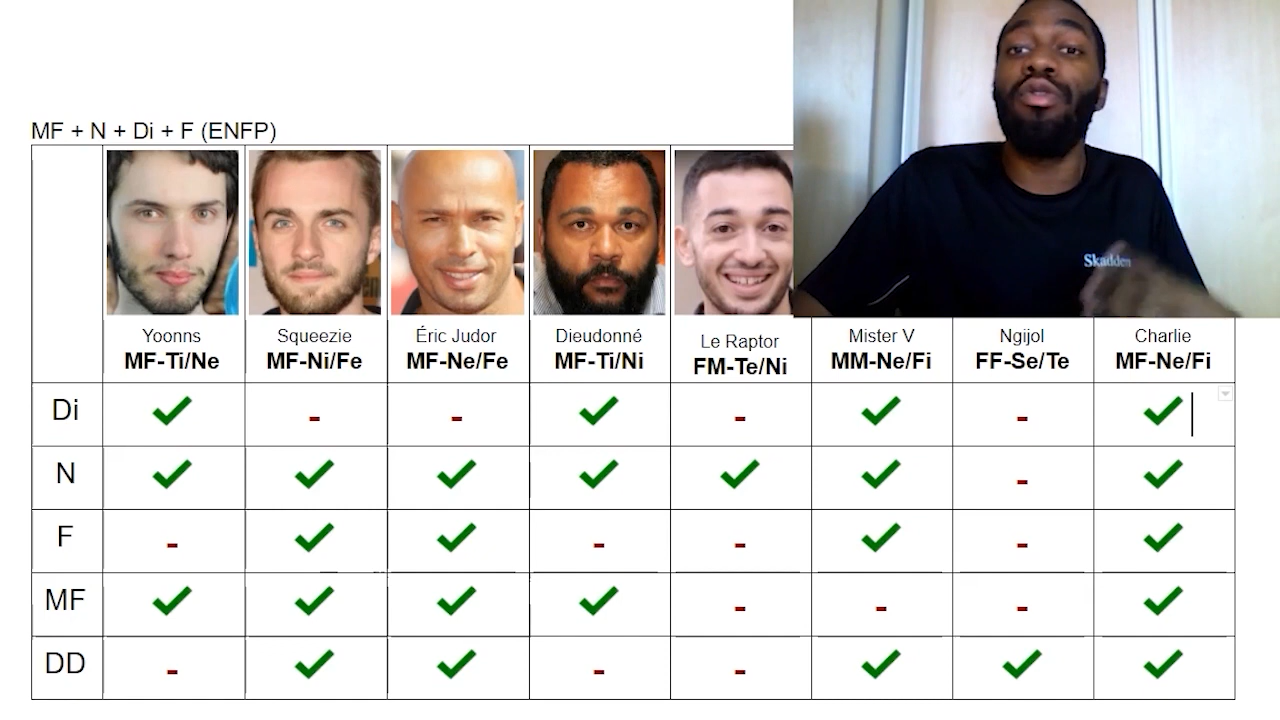 MF + N + Di + F (ENFP)
Skadden
Yoonns Squeezie Éric Judor Dieudonné Le Raptor Mister V Ngijol Charlie
MF-Ti/Ne MF-Ni/Fe MF-Ne/Fe MF-Ti/Ni FM-Te/Ni MM-Ne/Fi FF-Se/Te MF-Ne/Fi
Di - - - -
N -
F - - - -
MF - - -
DD - - -